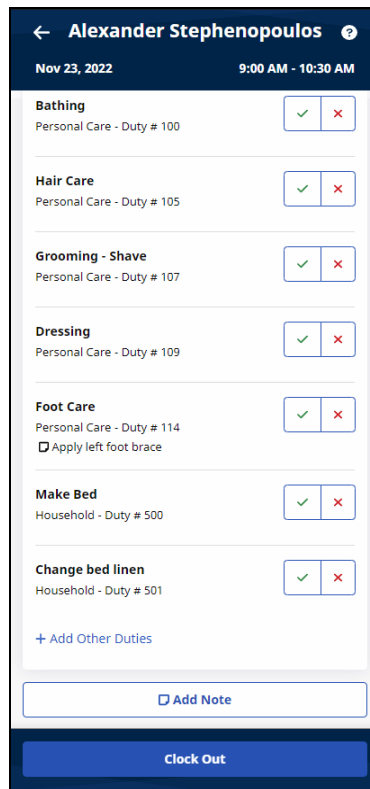 Alexander Stephenopoulos
Nov 23, 2022 9:00 AM - 10:30 AM
Bathing
Personal Care - Duty # 100
Hair Care
Personal Care - Duty # 105
Grooming - Shave
Personal Care - Duty # 107
Dressing
Personal Care - Duty # 109
Foot Care
Personal Care - Duty # 114
Apply left foot brace
Make Bed
Household - Duty # 500
Change bed linen
Household - Duty # 501
+ Add Other Duties
Add Note
Clock Out